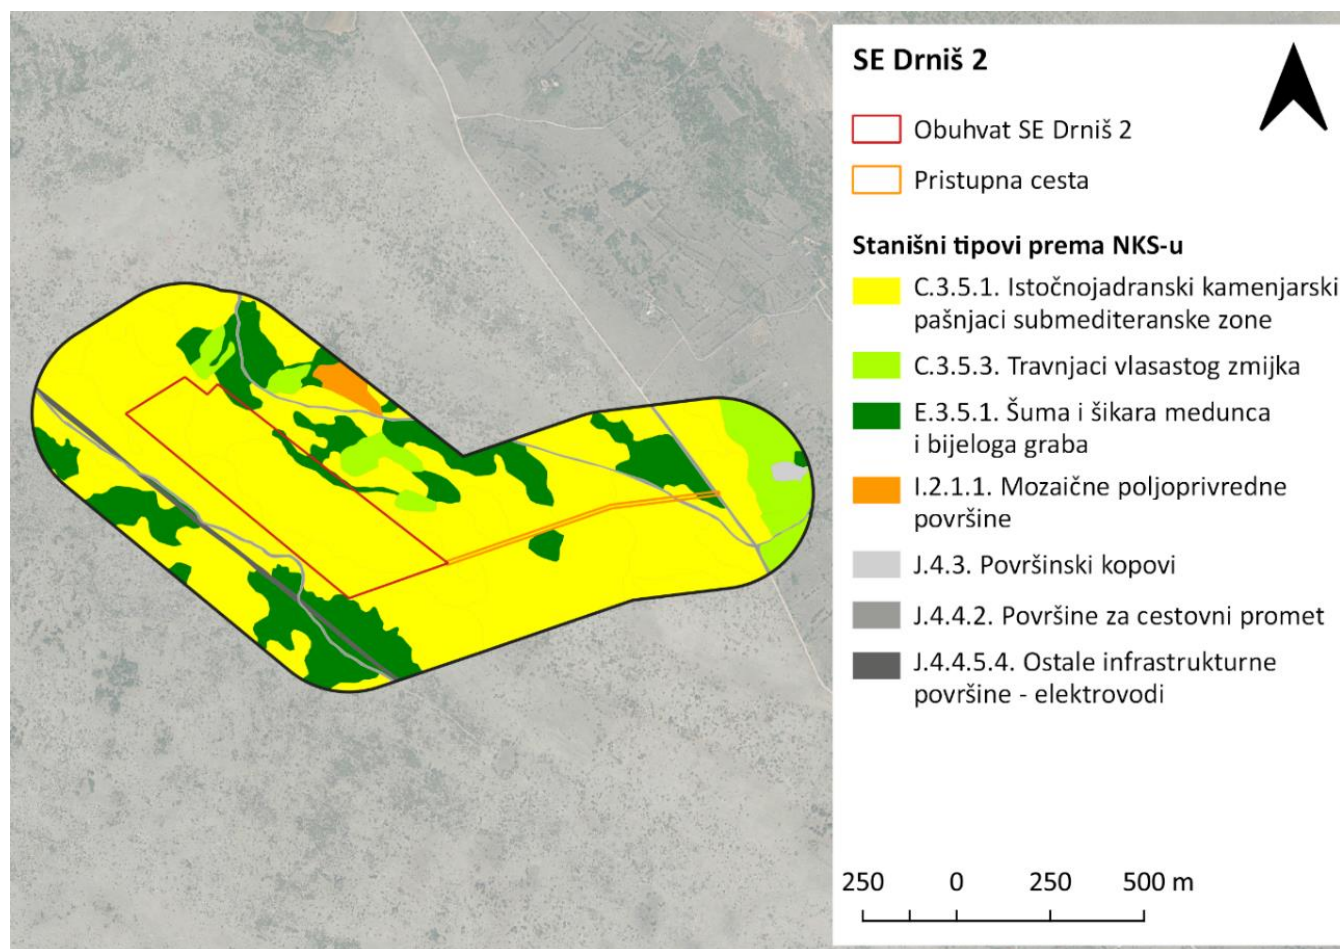 SE Drniš 2
Obuhvat SE Drniš 2
Pristupna cesta
Stanišni tipovi prema NKS-u
C.3.5.1. Istočnojadranski kamenjarski
pašnjaci submediteranske zone
C.3.5.3. Travnjaci vlasastog zmijka
E.3.5.1. Šuma i šikara medunca
i bijeloga graba
I.2.1.1. Mozaične poljoprivredne
površine
J.4.3. Površinski kopovi
J.4.4.2. Površine za cestovni promet
J.4.4.5.4. Ostale infrastrukturne
površine - elektrovodi
250 0 250 500 m